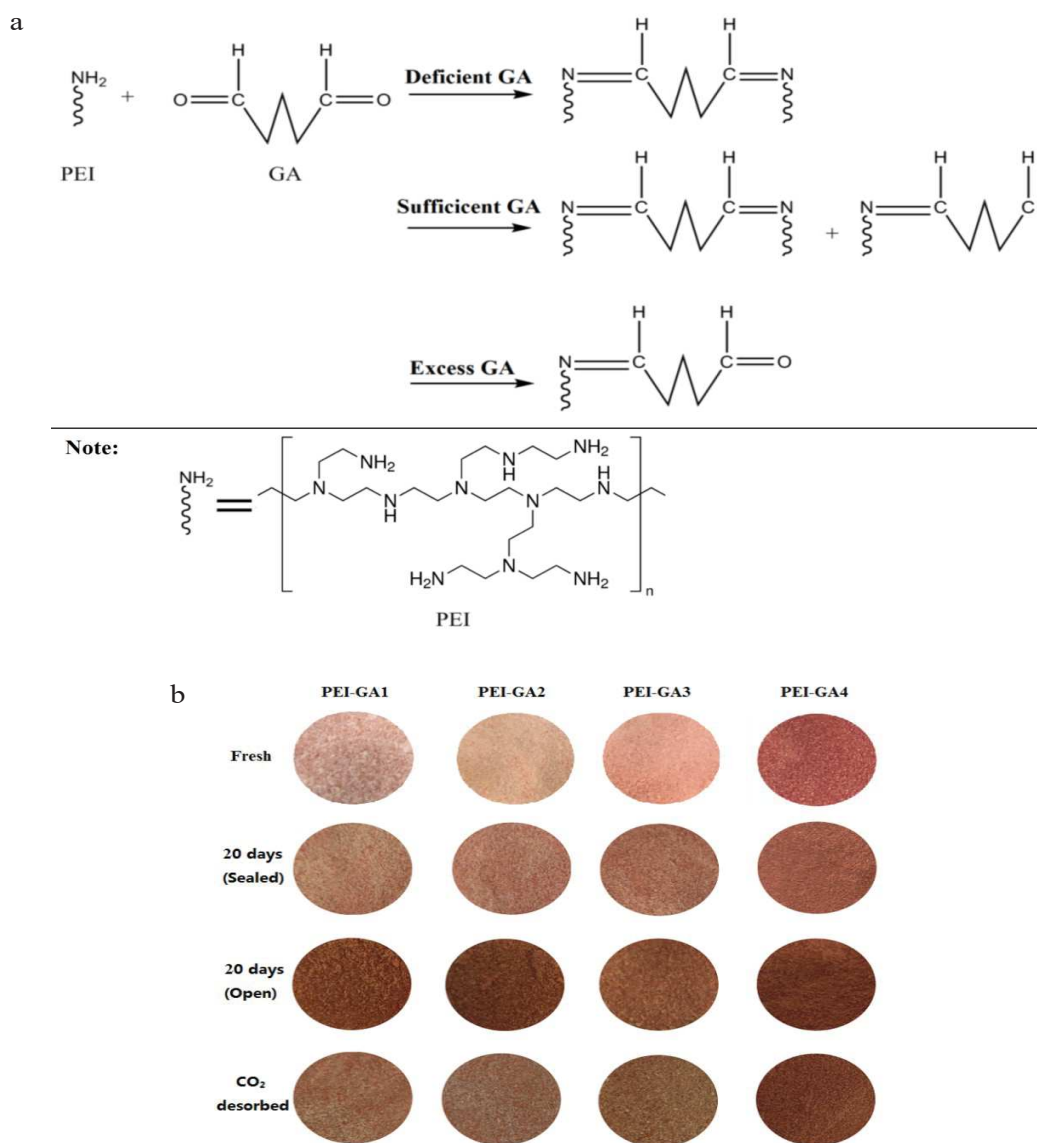 a
H H
NH2 + O C C O
PEI GA
Deficient GA
H H
N C C N
Sufficicent GA
H H H H
N C C N + N C C
Excess GA
H H
N C C O
Note:
NH2
NH2 N H NH2
N N H N N H N
N
H2N NH2
n
PEI
b
PEI-GA1 PEI-GA2 PEI-GA3 PEI-GA4
Fresh
20 days
(Sealed)
20 days
(Open)
CO₂
desorbed